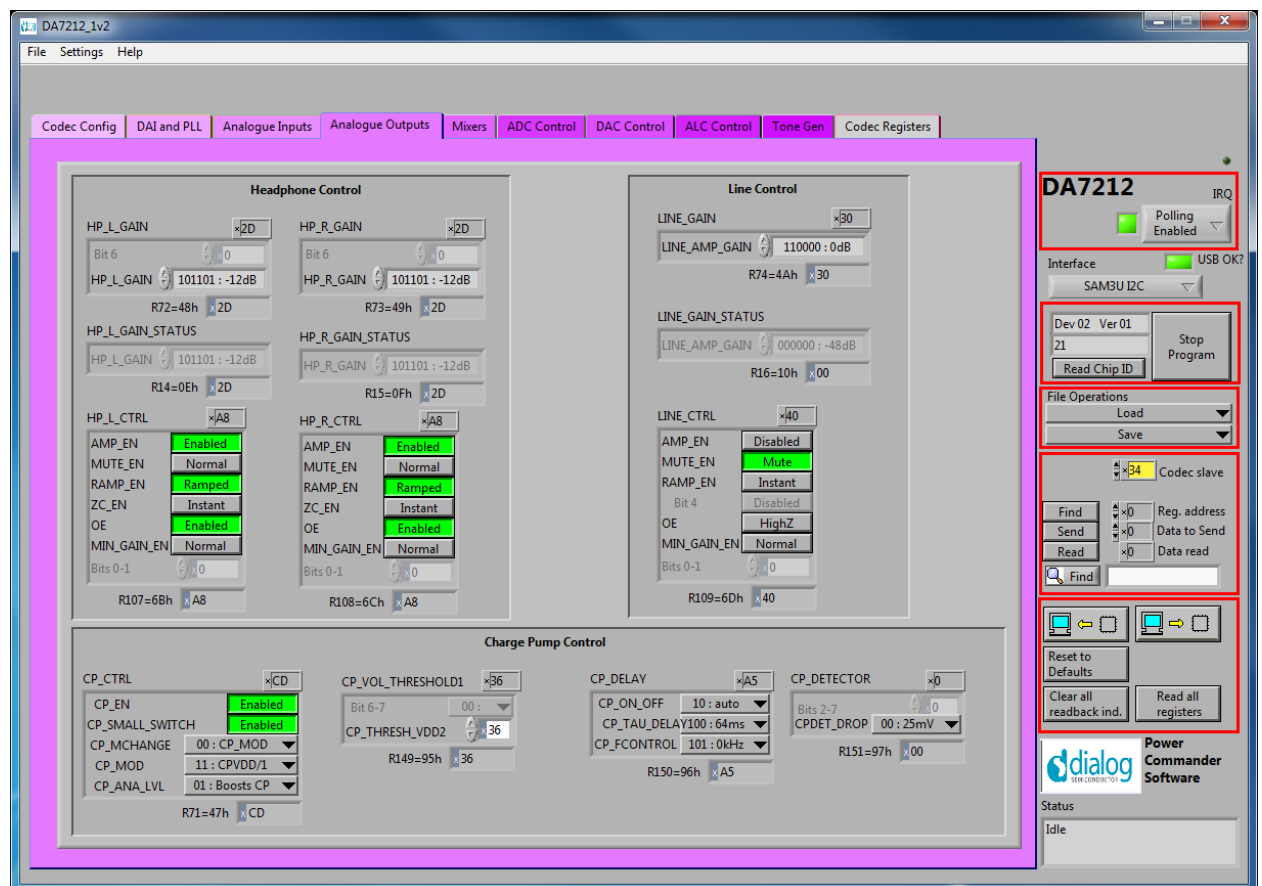 DA7212_1v2
File Settings Help
Codec Config DAI and PLL Analogue Inputs Analogue Outputs Mixers ADC Control DAC Control ALC Control Tone Gen Codec Registers
Headphone Control
HP_L_GAIN x2D
Bit 6 x0
HP_L_GAIN 101101 : -12dB
R72=48h x2D
HP_L_GAIN_STATUS
HP_L_GAIN 101101 : -12dB
R14=0Eh x2D
HP_L_CTRL xA8
AMP_EN Enabled
MUTE_EN Normal
RAMP_EN Ramped
ZC_EN Instant
OE Enabled
MIN_GAIN_EN Normal
Bits 0-1 x0
R107=6Bh xA8
HP_R_GAIN x2D
Bit 6 x0
HP_R_GAIN 101101 : -12dB
R73=49h x2D
HP_R_GAIN_STATUS
HP_R_GAIN 101101 : -12dB
R15=0Fh x2D
HP_R_CTRL xA8
AMP_EN Enabled
MUTE_EN Normal
RAMP_EN Ramped
ZC_EN Instant
OE Enabled
MIN_GAIN_EN Normal
Bits 0-1 x0
R108=6Ch xA8
Line Control
LINE_GAIN x30
LINE_AMP_GAIN 110000 : 0dB
R74=4Ah x30
LINE_GAIN_STATUS
LINE_AMP_GAIN 000000 : -48dB
R16=10h x00
LINE_CTRL x40
AMP_EN Disabled
MUTE_EN Mute
RAMP_EN Instant
Bit 4 Disabled
OE HighZ
MIN_GAIN_EN Normal
Bits 0-1 x0
R109=6Dh x40
Charge Pump Control
CP_CTRL xCD
CP_EN Enabled
CP_SMALL_SWITCH Enabled
CP_MCHANGE 00 : CP_MOD
CP_MOD 11 : CPVDD/1
CP_ANA_LVL 01 : Boosts CP
R71=47h xCD
CP_VOL_THRESHOLD1 x36
Bit 6-7 00 :
CP_THRESH_VDD2 x36
R149=95h x36
CP_DELAY xA5
CP_ON_OFF 10 : auto
CP_TAU_DELAY 100 : 64ms
CP_FCONTROL 101 : 0kHz
R150=96h xA5
CP_DETECTOR x0
Bits 2-7 x0
CPDET_DROP 00 : 25mV
R151=97h x00
DA7212 IRQ
Polling
Enabled
Interface USB OK?
SAM3U I2C
Dev 02 Ver 01
21
Read Chip ID
Stop
Program
File Operations
Load
Save
x34 Codec slave
Find x0 Reg. address
Send x0 Data to Send
Read x0 Data read
Find
Reset to
Defaults
Clear all
readback ind.
Read all
registers
dialog
SEMICONDUCTOR
Power
Commander
Software
Status
Idle